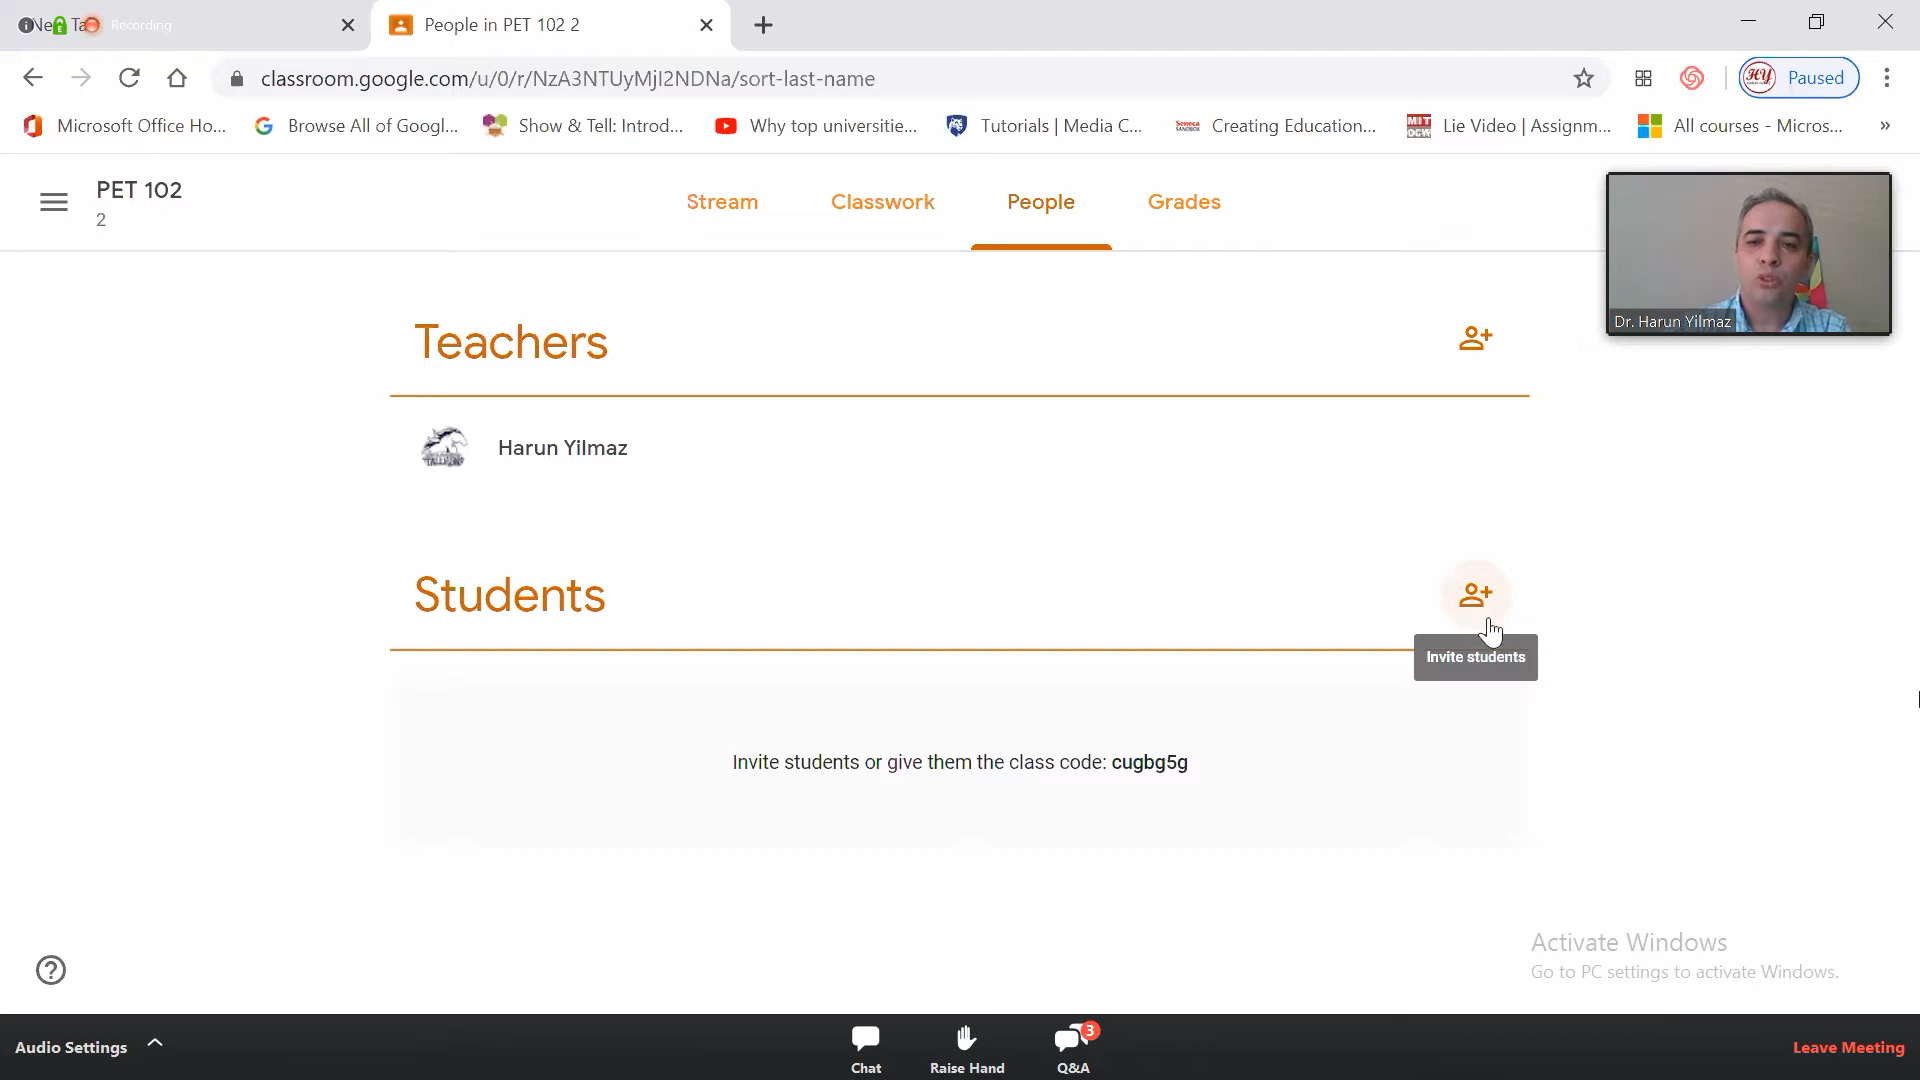 Recording
People in PET 102 2
classroom.google.com/u/0/r/NzA3NTUyMjI2NDNa/sort-last-name
Paused
Microsoft Office Ho...
Browse All of Googl...
Show & Tell: Introd...
Why top universitie...
Tutorials | Media C...
Creating Education...
Lie Video | Assignm...
All courses - Micros...
PET 102
2
Stream
Classwork
People
Grades
Dr. Harun Yilmaz
Teachers
Harun Yilmaz
Students
Invite students
Invite students or give them the class code: cugbg5g
Activate Windows
Go to PC settings to activate Windows.
Audio Settings
Chat
Raise Hand
3
Q&A
Leave Meeting